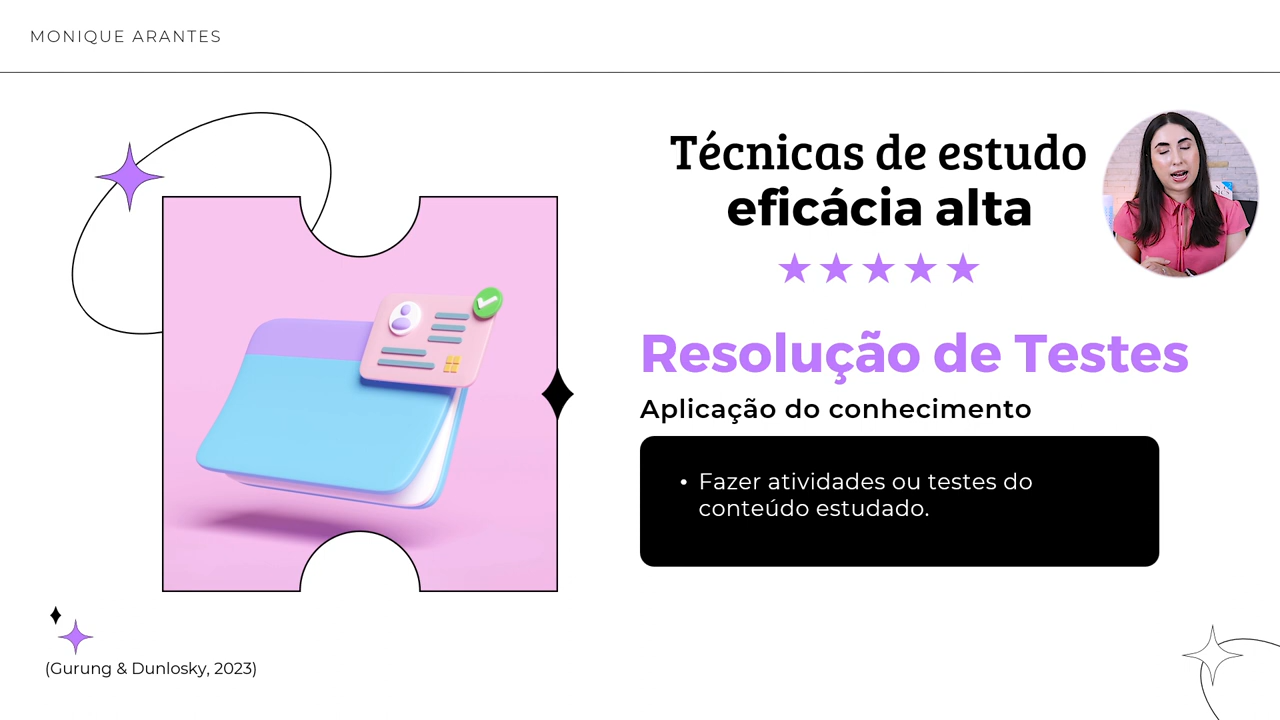 MONIQUE ARANTES
Técnicas de estudo
eficácia alta
Resolução de Testes
Aplicação do conhecimento
• Fazer atividades ou testes do
conteúdo estudado.
(Gurung & Dunlosky, 2023)